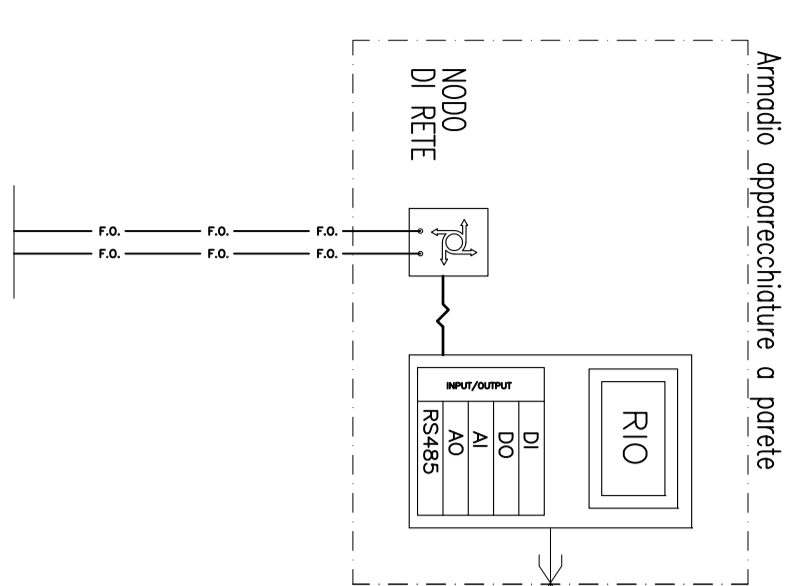 Armadio apparecchiature a parete
NODO
DI RETE
F.O. F.O. F.O.
F.O. F.O. F.O.
INPUT/OUTPUT
DI
DO
AI
AO
RS485
RIO